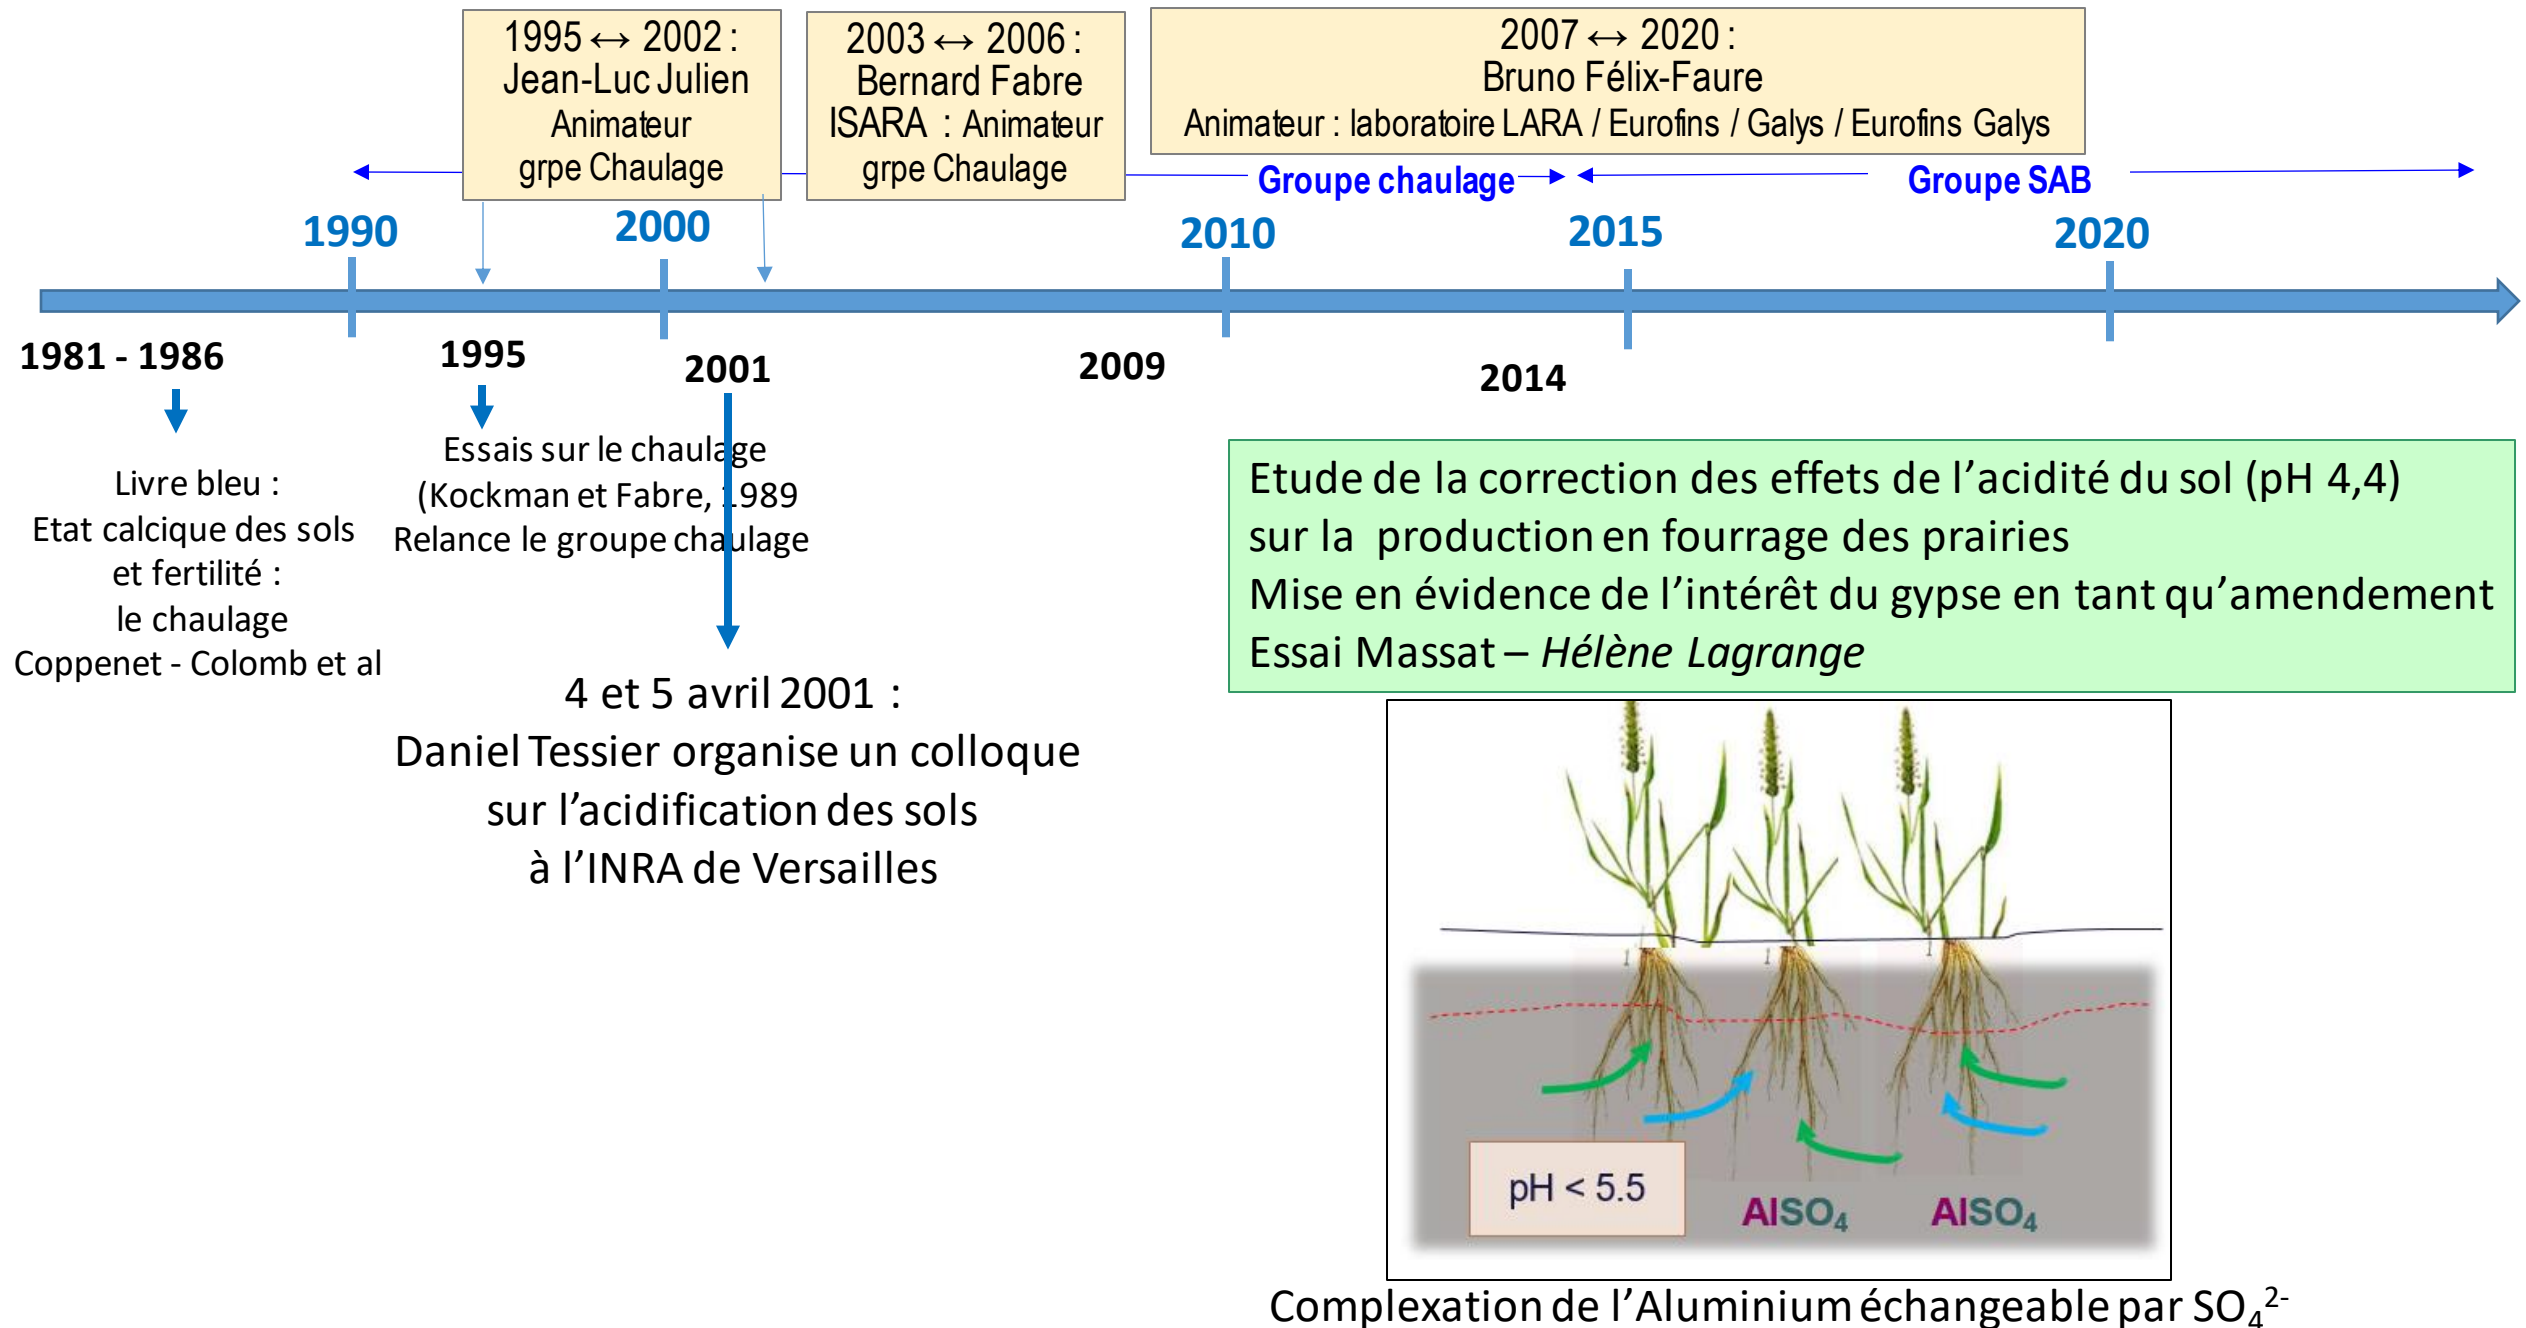 1995 ↔ 2002 :
Jean-Luc Julien
Animateur
grpe Chaulage
2003 ↔ 2006 :
Bernard Fabre
ISARA : Animateur
grpe Chaulage
2007 ↔ 2020 :
Bruno Félix-Faure
Animateur : laboratoire LARA / Eurofins / Galys / Eurofins Galys
Groupe chaulage
Groupe SAB
1990
2000
2010
2015
2020
1981 - 1986
1995
2001
2009
2014
Livre bleu :
Etat calcique des sols
et fertilité :
le chaulage
Coppenet - Colomb et al
Essais sur le chaulage
(Kockman et Fabre, 1989
Relance le groupe chaulage
4 et 5 avril 2001 :
Daniel Tessier organise un colloque
sur l’acidification des sols
à l’INRA de Versailles
Etude de la correction des effets de l’acidité du sol (pH 4,4)
sur la production en fourrage des prairies
Mise en évidence de l’intérêt du gypse en tant qu’amendement
Essai Massat – Hélène Lagrange
1
1
1
pH < 5.5
AlSO₄
AlSO₄
Complexation de l’Aluminium échangeable par SO₄²⁻